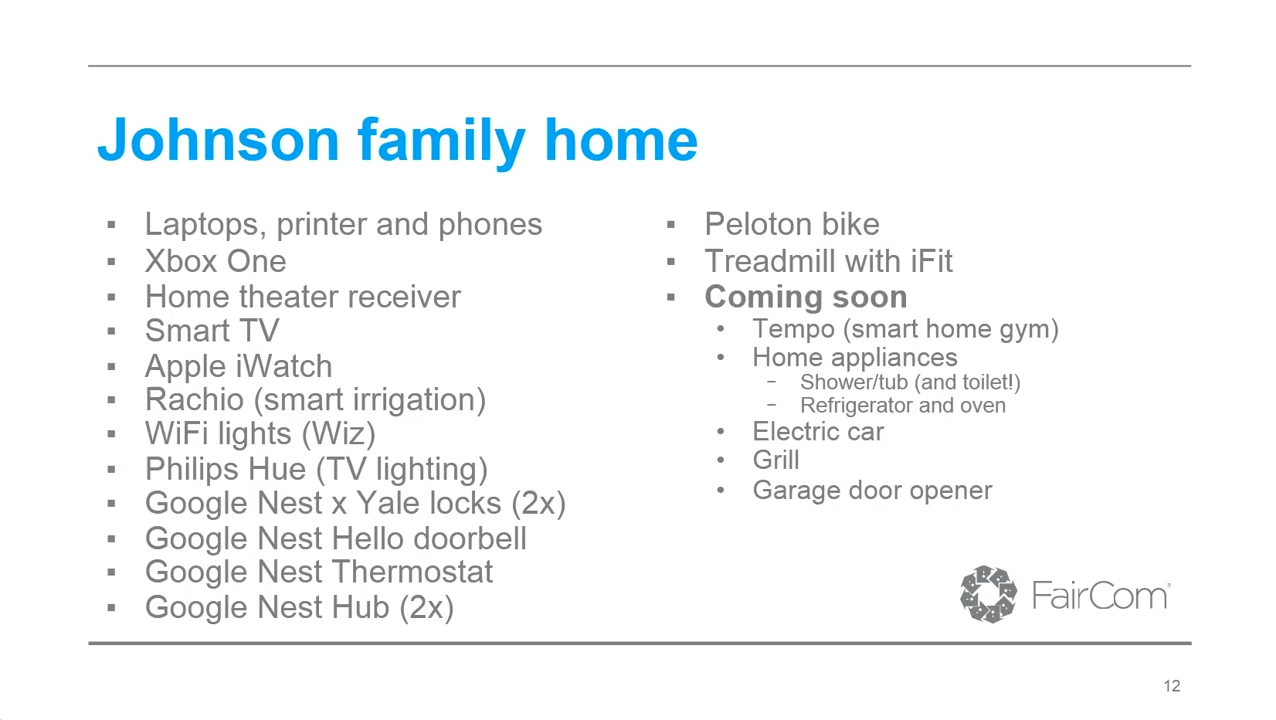 Johnson family home
▪ Laptops, printer and phones
▪ Xbox One
▪ Home theater receiver
▪ Smart TV
▪ Apple iWatch
▪ Rachio (smart irrigation)
▪ WiFi lights (Wiz)
▪ Philips Hue (TV lighting)
▪ Google Nest x Yale locks (2x)
▪ Google Nest Hello doorbell
▪ Google Nest Thermostat
▪ Google Nest Hub (2x)
▪ Peloton bike
▪ Treadmill with iFit
▪ Coming soon
• Tempo (smart home gym)
• Home appliances
− Shower/tub (and toilet!)
− Refrigerator and oven
• Electric car
• Grill
• Garage door opener
FairCom
12